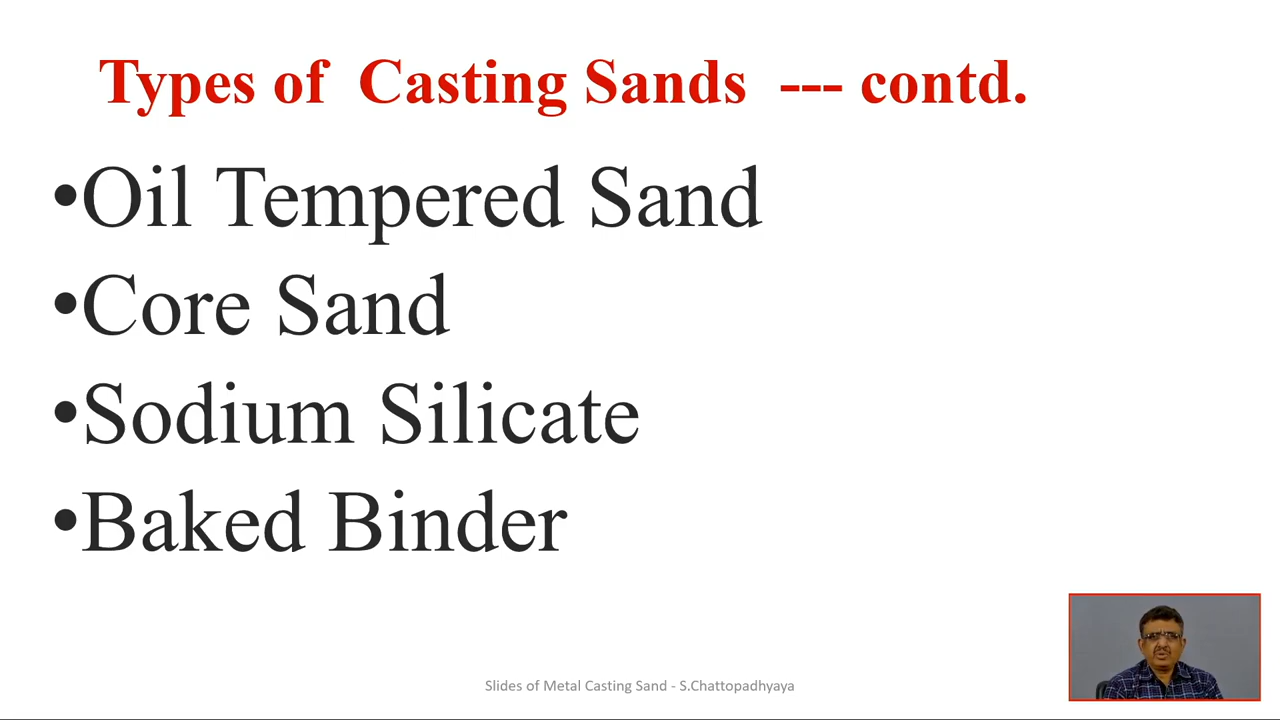 Types of Casting Sands --- contd.
•Oil Tempered Sand
•Core Sand
•Sodium Silicate
•Baked Binder
Slides of Metal Casting Sand - S.Chattopadhyaya